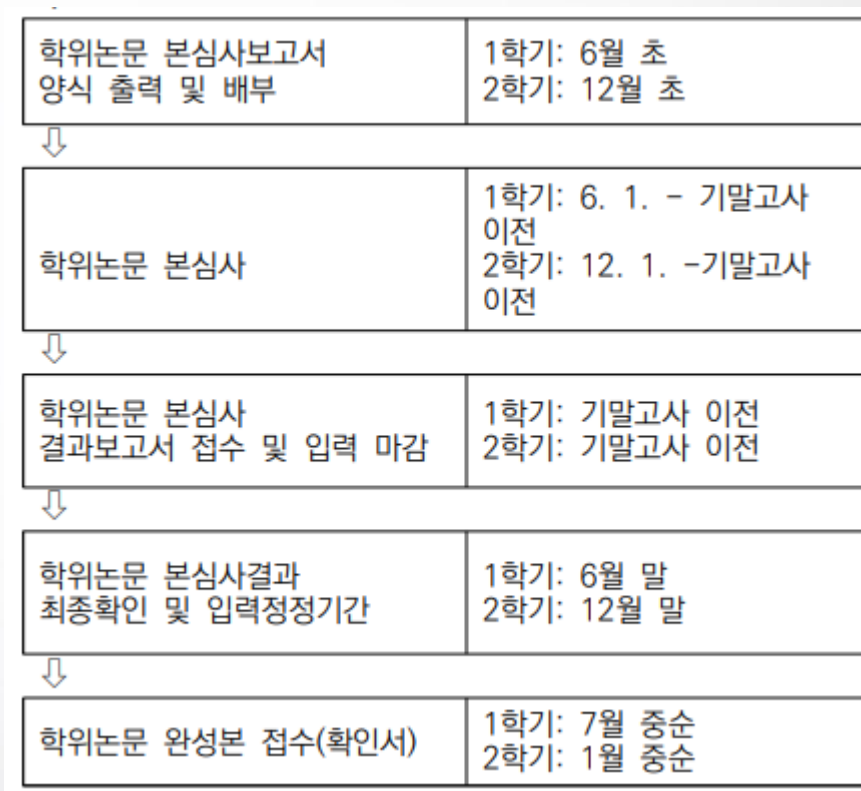 학위논문 본심사보고서
양식 출력 및 배부
1학기: 6월 초
2학기: 12월 초
⇩
학위논문 본심사
1학기: 6. 1. - 기말고사
이전
2학기: 12. 1. -기말고사
이전
⇩
학위논문 본심사
결과보고서 접수 및 입력 마감
1학기: 기말고사 이전
2학기: 기말고사 이전
⇩
학위논문 본심사결과
최종확인 및 입력정정기간
1학기: 6월 말
2학기: 12월 말
⇩
학위논문 완성본 접수(확인서)
1학기: 7월 중순
2학기: 1월 중순